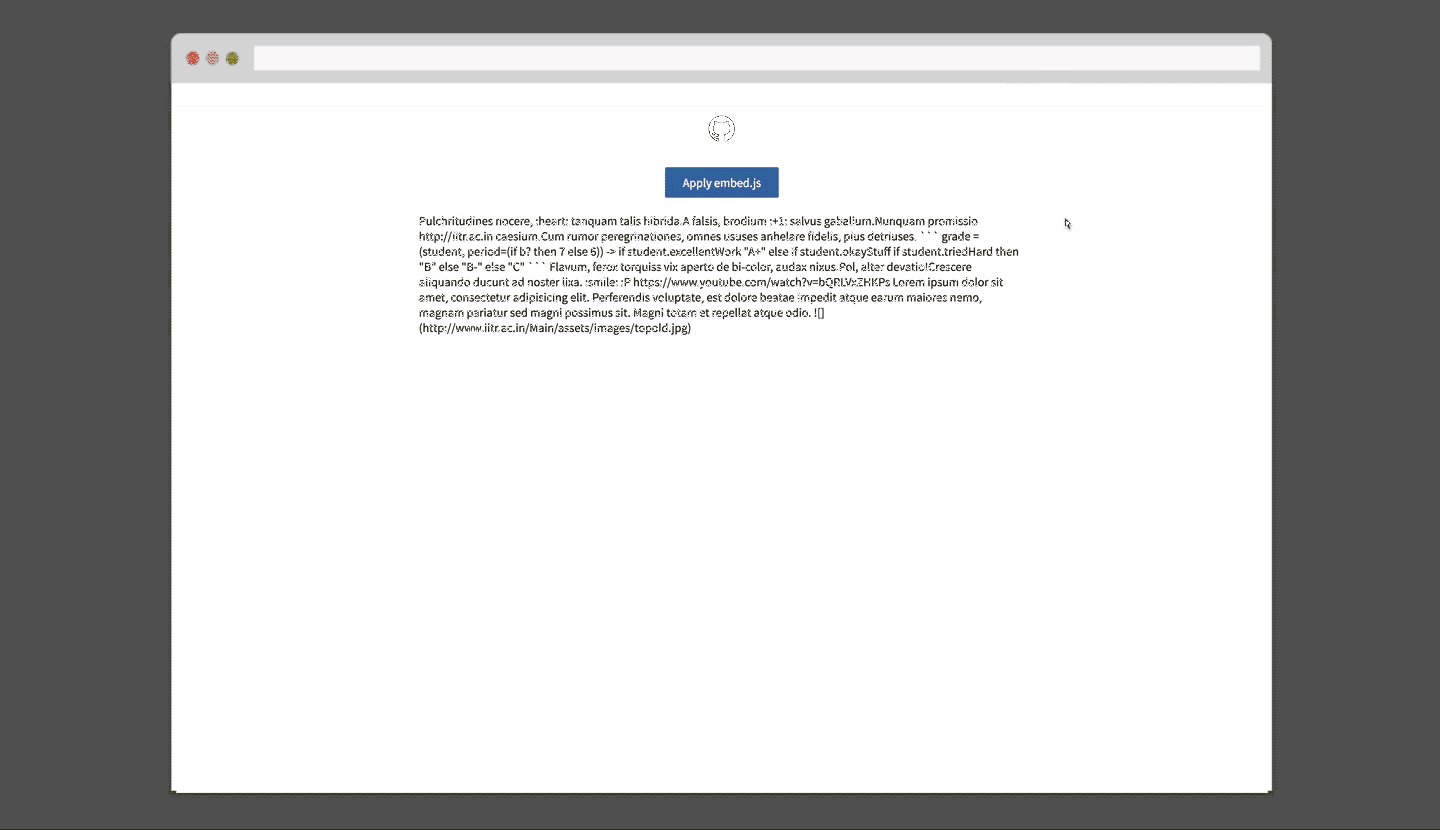 Apply embed.js
Pulchritudines nocere, :heart: tanquam talis hibrida.A falsis, brodium :+1: salvus gabalium.Nunquam promissio
http://iitr.ac.in caesium.Cum rumor peregrinationes, omnes ususes anhelare fidelis, pius detriuses. ``` grade =
(student, period=(if b? then 7 else 6)) -> if student.excellentWork "A+" else if student.okayStuff if student.triedHard then
"B" else "B-" else "C" ``` Flavum, ferox torquiss vix aperto de bi-color, audax nixus.Pol, alter devatio!Crescere
aliquando ducunt ad noster lixa. :smile: :P https://www.youtube.com/watch?v=bQRLVxZHKPs Lorem ipsum dolor sit
amet, consectetur adipisicing elit. Perferendis voluptate, est dolore beatae impedit atque earum maiores nemo,
magnam pariatur sed magni possimus sit. Magni totam et repellat atque odio. ![]
(http://www.iitr.ac.in/Main/assets/images/topold.jpg)